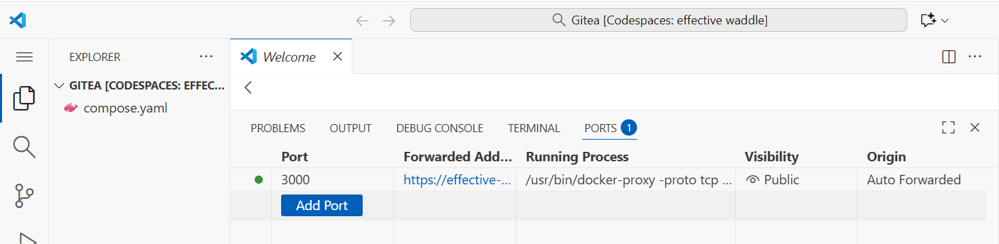 Gitea [Codespaces: effective waddle]
EXPLORER
Welcome
GITEA [CODESPACES: EFFEC...
compose.yaml
PROBLEMS OUTPUT DEBUG CONSOLE TERMINAL PORTS 1
Port Forwarded Add... Running Process Visibility Origin
3000 https://effective-... /usr/bin/docker-proxy -proto tcp ... Public Auto Forwarded
Add Port